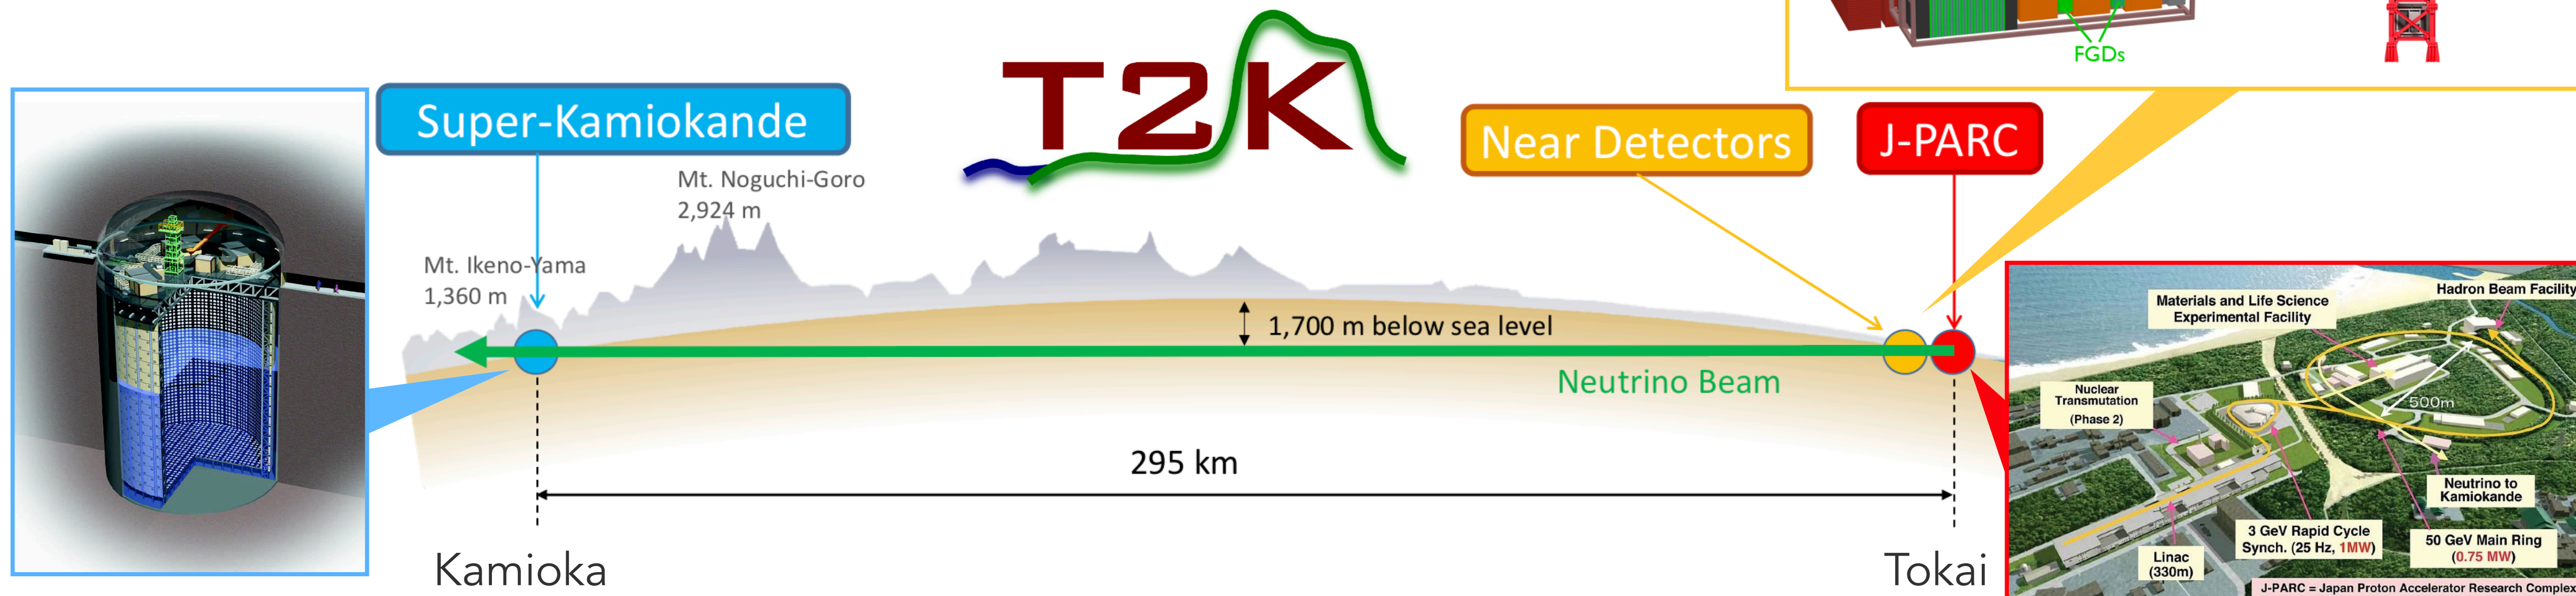 FGDs
T2K
Super-Kamiokande
Near Detectors
J-PARC
Mt. Noguchi-Goro
2,924 m
Mt. Ikeno-Yama
1,360 m
1,700 m below sea level
Neutrino Beam
295 km
Kamioka
Tokai
Hadron Beam Facility
Materials and Life Science
Experimental Facility
Nuclear
Transmutation
(Phase 2)
500m
Neutrino to
Kamiokande
3 GeV Rapid Cycle
Synch. (25 Hz, 1MW)
50 GeV Main Ring
(0.75 MW)
Linac
(330m)
J-PARC = Japan Proton Accelerator Research Complex